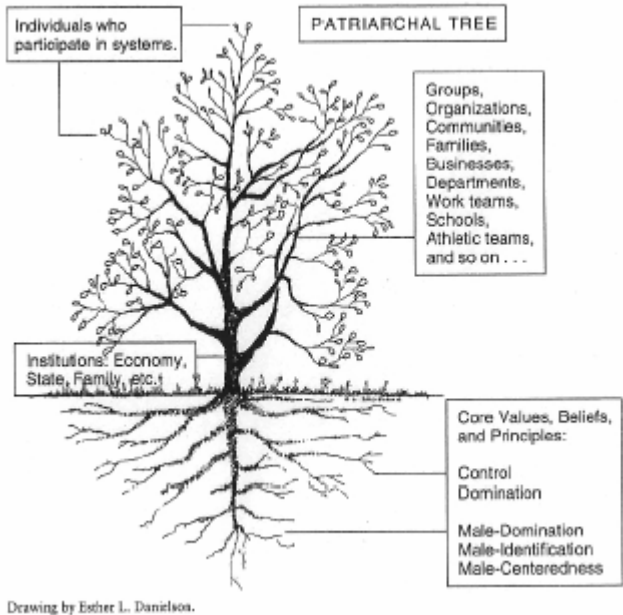 Individuals who
participate in systems.
PATRIARCHAL TREE
Groups,
Organizations,
Communities,
Families,
Businesses,
Departments,
Work teams,
Schools,
Athletic teams,
and so on . . .
Institutions: Economy,
State, Family, etc.
Core Values, Beliefs,
and Principles:
Control
Domination
Male-Domination
Male-Identification
Male-Centeredness
Drawing by Esther L. Danielson.